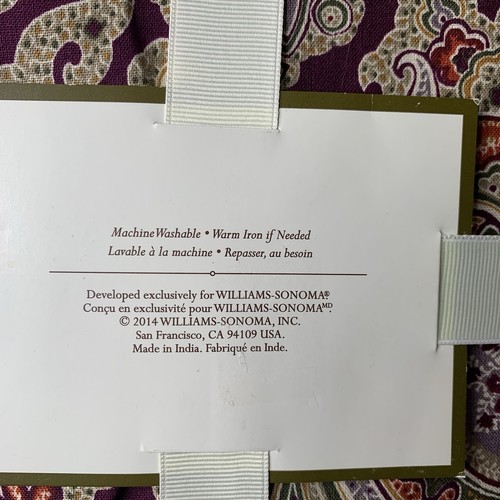 Machine Washable • Warm Iron if Needed
Lavable à la machine • Repasser, au besoin
Developed exclusively for WILLIAMS-SONOMA®.
Conçu en exclusivité pour WILLIAMS-SONOMAMD.
© 2014 WILLIAMS-SONOMA, INC.
San Francisco, CA 94109 USA.
Made in India. Fabriqué en Inde.